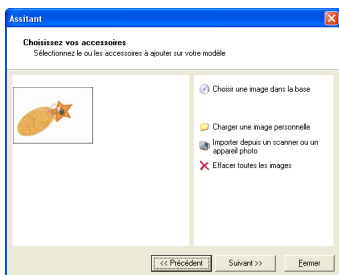 Assitant
Choisissez vos accessoires
Sélectionnez le ou les accessoires à ajouter sur votre modèle
Choisir une image dans la base
Charger une image personnelle
Importer depuis un scanner ou un
appareil photo
Effacer toutes les images
<< Précédent
Suivant >>
Fermer